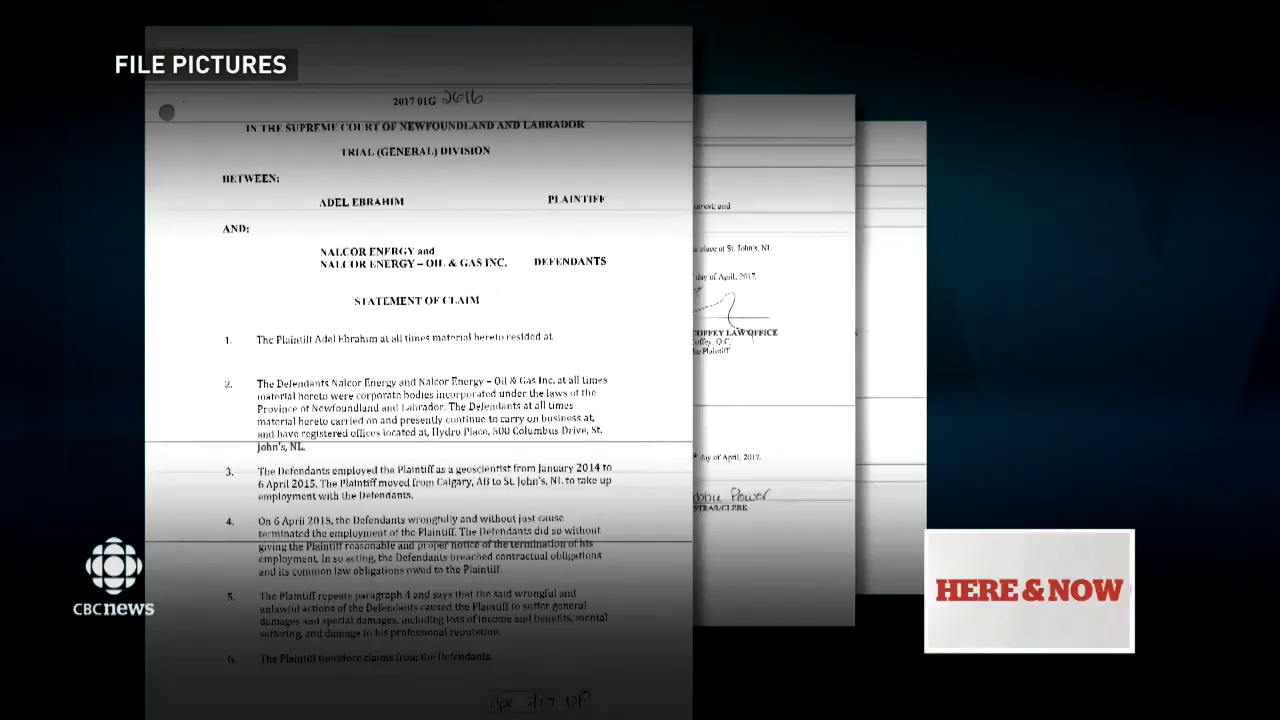 FILE PICTURES
2017 01G 2616
IN THE SUPREME COURT OF NEWFOUNDLAND AND LABRADOR
TRIAL (GENERAL) DIVISION
BETWEEN:
ADEL EBRAHIM PLAINTIFF
AND:
NALCOR ENERGY and
NALCOR ENERGY – OIL & GAS INC. DEFENDANTS
STATEMENT OF CLAIM
1. The Plaintiff Adel Ebrahim at all times material hereto resided at
2. The Defendants Nalcor Energy and Nalcor Energy – Oil & Gas Inc. at all times
material hereto were corporate bodies incorporated under the laws of the
Province of Newfoundland and Labrador. The Defendants at all times
material hereto carried on and presently continue to carry on business at,
and have registered offices located at, Hydro Place, 500 Columbus Drive, St.
John's, NL.
3. The Defendants employed the Plaintiff as a geoscientist from January 2014 to
6 April 2015. The Plaintiff moved from Calgary, AB to St. John's, NL to take up
employment with the Defendants.
4. On 6 April 2015, the Defendants wrongfully and without just cause
terminated the employment of the Plaintiff. The Defendants did so without
giving the Plaintiff reasonable and proper notice of the termination of his
employment. In so acting, the Defendants breached contractual obligations
and its common law obligations owed to the Plaintiff.
5. The Plaintiff repeats paragraph 4 and says that the said wrongful and
unlawful actions of the Defendants caused the Plaintiff to suffer general
damages and special damages, including loss of income and benefits, mental
suffering, and damage to his professional reputation.
6. The Plaintiff therefore claims from the Defendants:
erest; and
place at St. John's, NL
day of April, 2017.
COFFEY LAW OFFICE
offey, Q.C.
he Plaintiff
day of April, 2017.
Power
STRAR/CLERK
CBC news
HERE & NOW